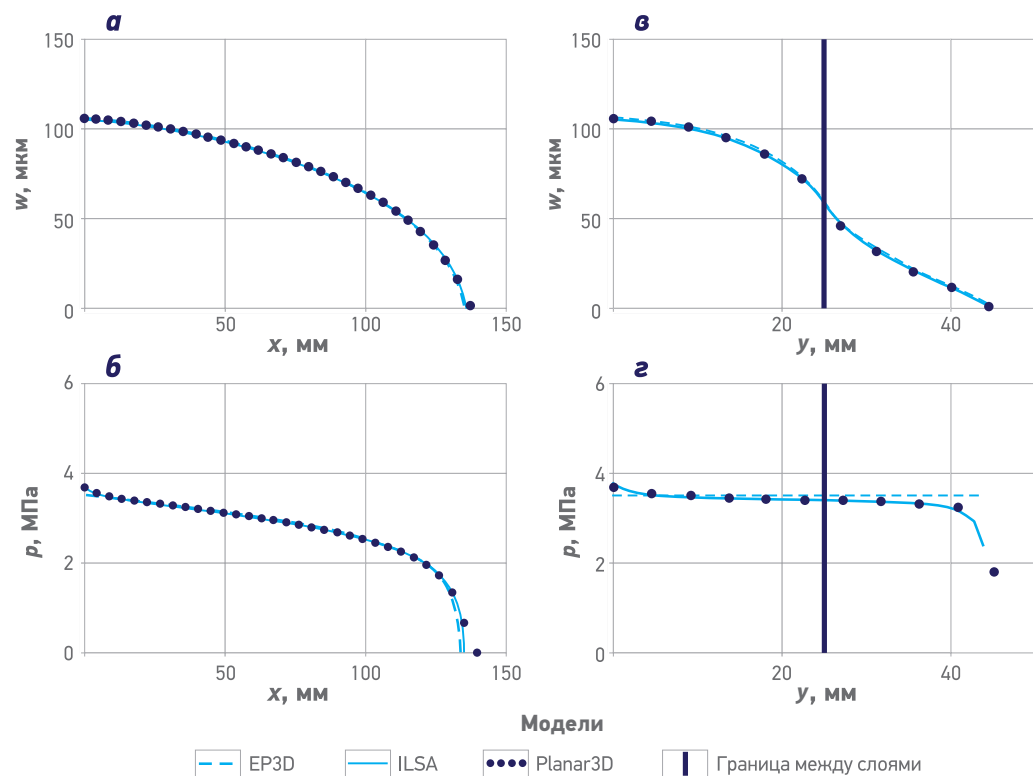 а
150
100
50
0
w, мкм
50
100
150
x, мм
в
150
100
50
0
w, мкм
20
40
y, мм
б
6
4
2
0
p, МПа
50
100
150
x, мм
г
6
4
2
0
p, МПа
20
40
y, мм
Модели
EP3D
ILSA
Planar3D
Граница между слоями